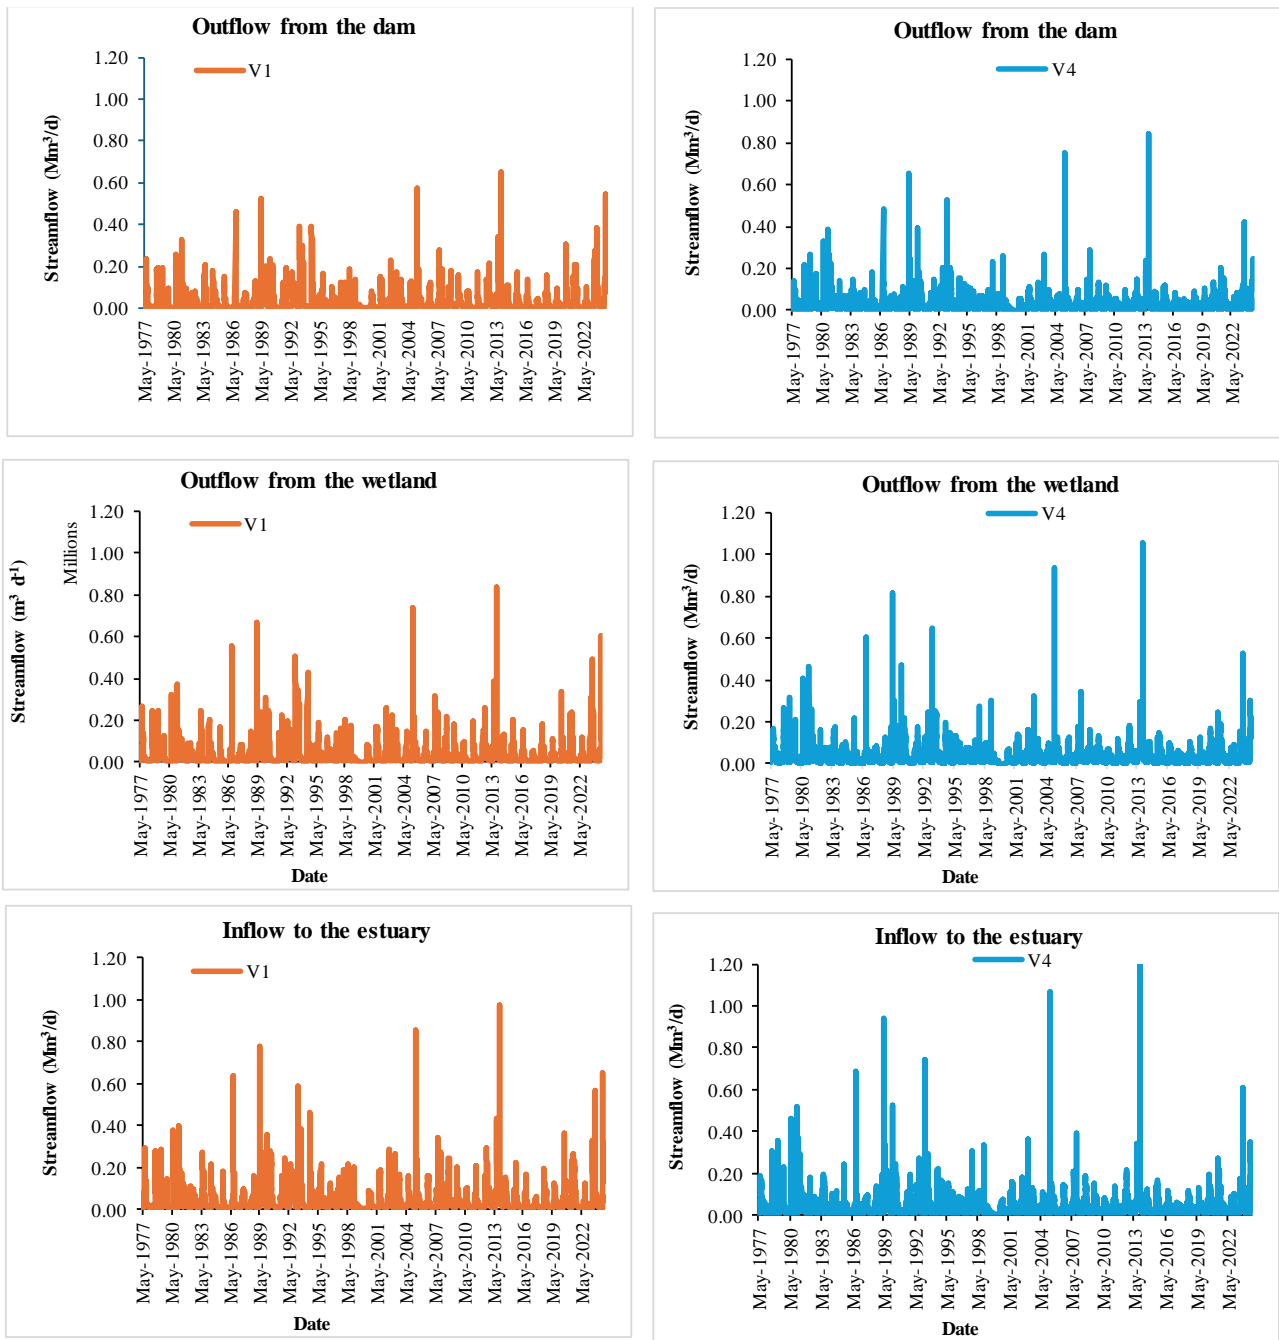 Outflow from the dam
V1
Streamflow (Mm³/d)
1.20
1.00
0.80
0.60
0.40
0.20
0.00
May-1977
May-1980
May-1983
May-1986
May-1989
May-1992
May-1995
May-1998
May-2001
May-2004
May-2007
May-2010
May-2013
May-2016
May-2019
May-2022
Outflow from the dam
V4
Streamflow (Mm³/d)
1.20
1.00
0.80
0.60
0.40
0.20
0.00
May-1977
May-1980
May-1983
May-1986
May-1989
May-1992
May-1995
May-1998
May-2001
May-2004
May-2007
May-2010
May-2013
May-2016
May-2019
May-2022
Outflow from the wetland
V1
Streamflow (m³ d⁻¹)
Millions
1.20
1.00
0.80
0.60
0.40
0.20
0.00
May-1977
May-1980
May-1983
May-1986
May-1989
May-1992
May-1995
May-1998
May-2001
May-2004
May-2007
May-2010
May-2013
May-2016
May-2019
May-2022
Date
Outflow from the wetland
V4
Streamflow (Mm³/d)
1.20
1.00
0.80
0.60
0.40
0.20
0.00
May-1977
May-1980
May-1983
May-1986
May-1989
May-1992
May-1995
May-1998
May-2001
May-2004
May-2007
May-2010
May-2013
May-2016
May-2019
May-2022
Date
Inflow to the estuary
V1
Streamflow (Mm³/d)
1.20
1.00
0.80
0.60
0.40
0.20
0.00
May-1977
May-1980
May-1983
May-1986
May-1989
May-1992
May-1995
May-1998
May-2001
May-2004
May-2007
May-2010
May-2013
May-2016
May-2019
May-2022
Date
Inflow to the estuary
V4
Streamflow (Mm³/d)
1.20
1.00
0.80
0.60
0.40
0.20
0.00
May-1977
May-1980
May-1983
May-1986
May-1989
May-1992
May-1995
May-1998
May-2001
May-2004
May-2007
May-2010
May-2013
May-2016
May-2019
May-2022
Date